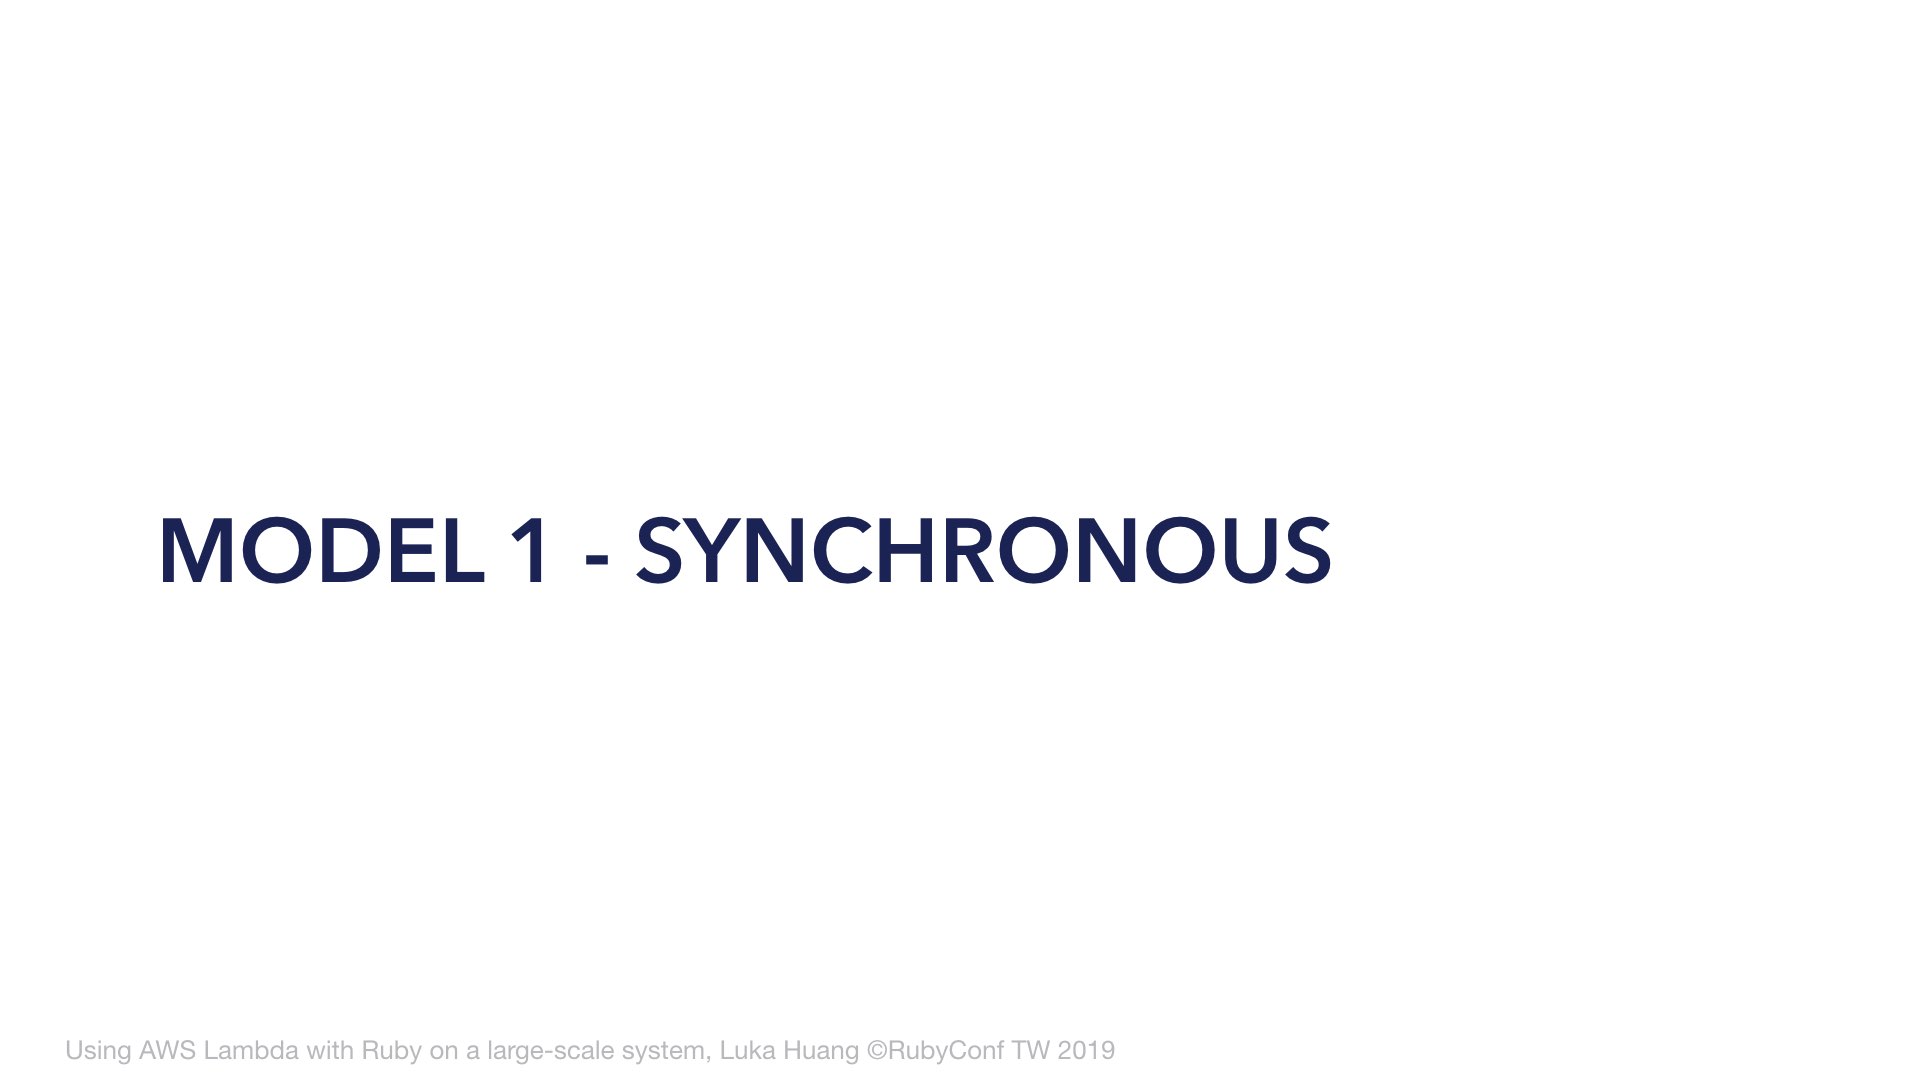 MODEL 1 - SYNCHRONOUS
Using AWS Lambda with Ruby on a large-scale system, Luka Huang ©RubyConf TW 2019